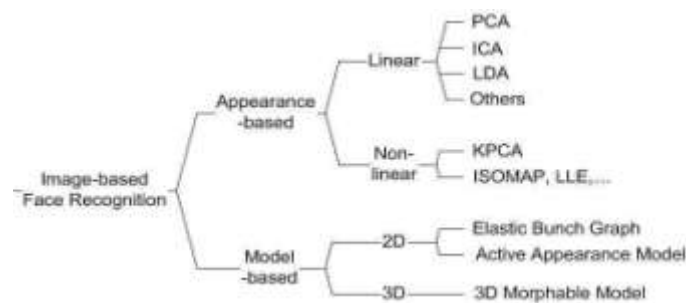 PCA
ICA
Linear
LDA
Appearance
-based
Others
Non-
linear
KPCA
ISOMAP, LLE,...
Image-based
Face Recognition
Elastic Bunch Graph
2D
Active Appearance Model
Model
-based
3D
3D Morphable Model